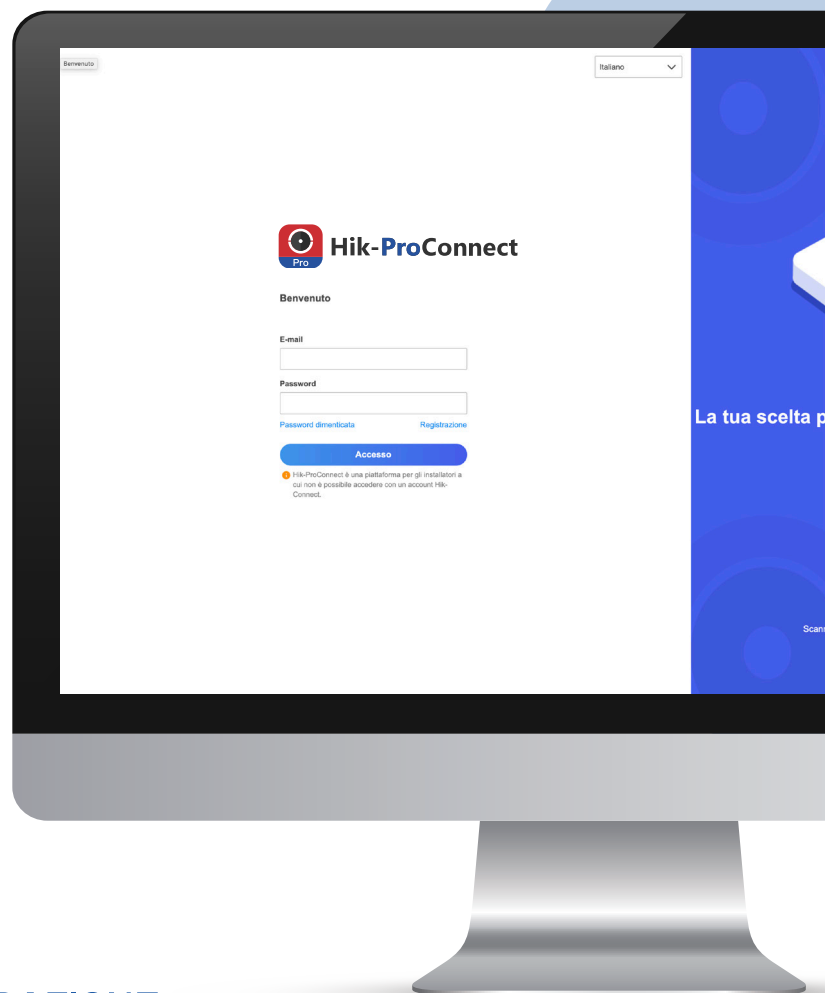 Benvenuto
Italiano
Pro
Hik-ProConnect
Benvenuto
E-mail
Password
Password dimenticata
Registrazione
Accesso
Hik-ProConnect é una piattaforma per gli installatori a
cui non è possibile accedere con un account Hik-
Connect.
La tua scelta p